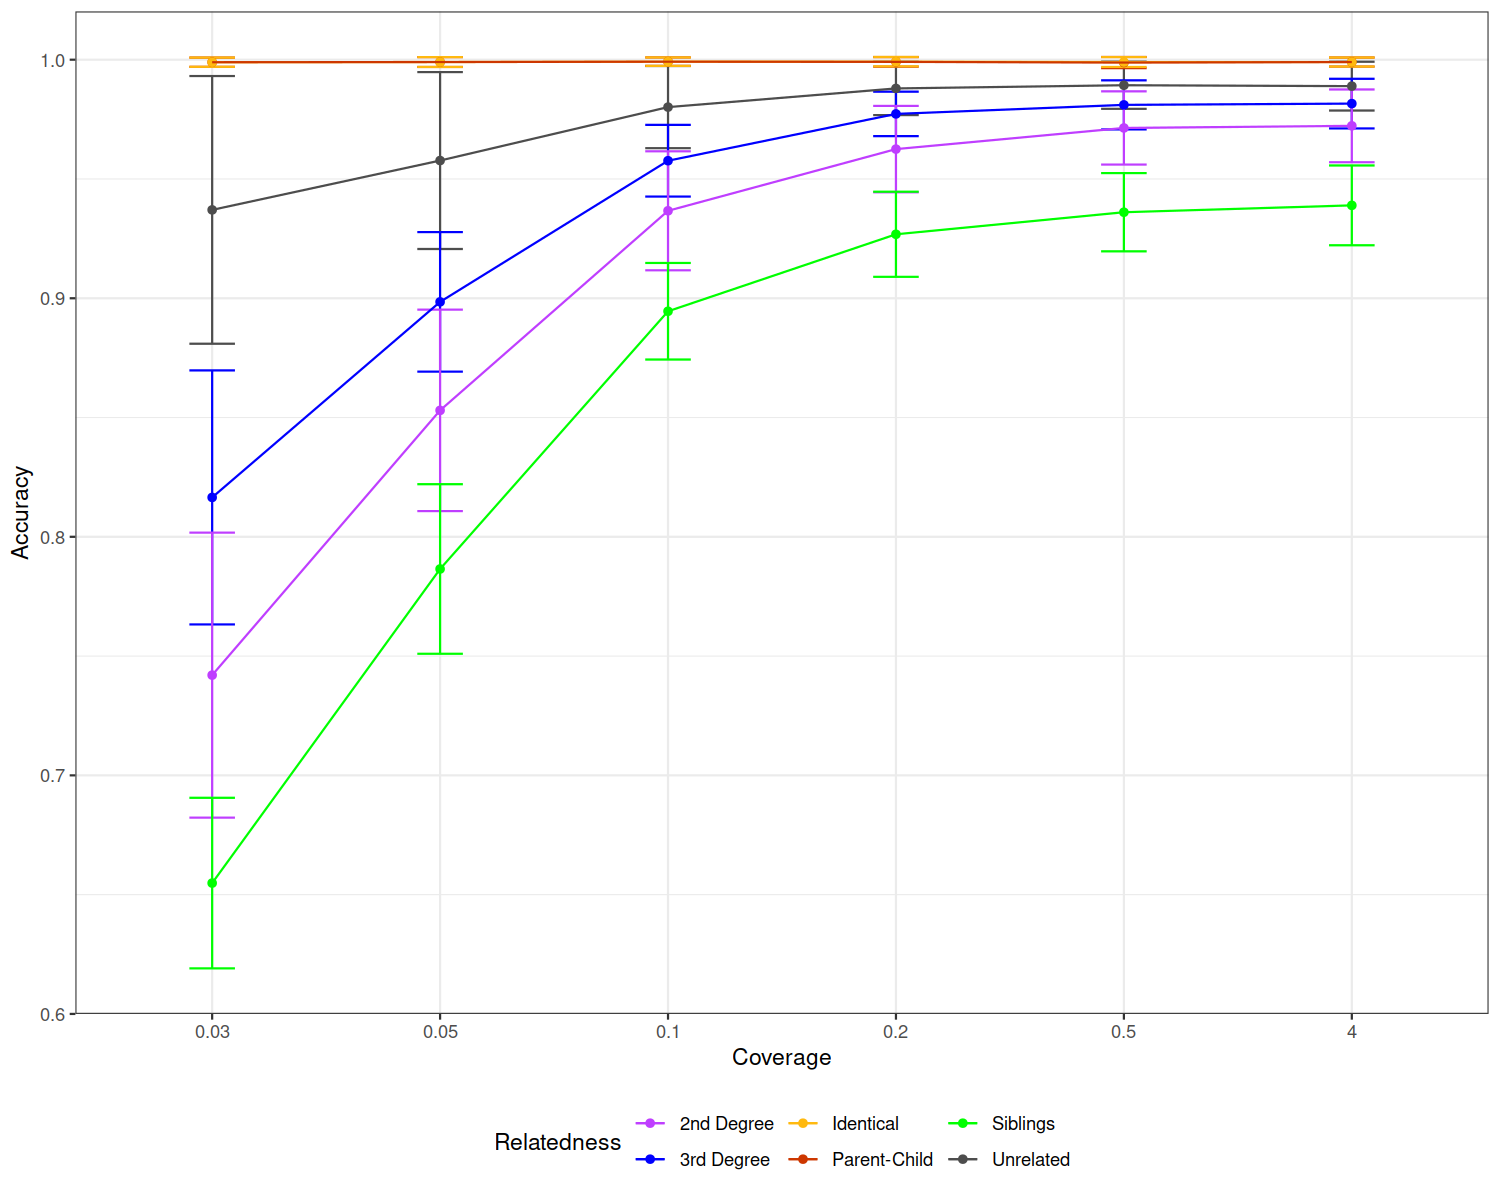 1.0
0.9
0.8
0.7
0.6
Accuracy
0.03 0.05 0.1 0.2 0.5 4
Coverage
Relatedness
2nd Degree Identical Siblings
3rd Degree Parent-Child Unrelated